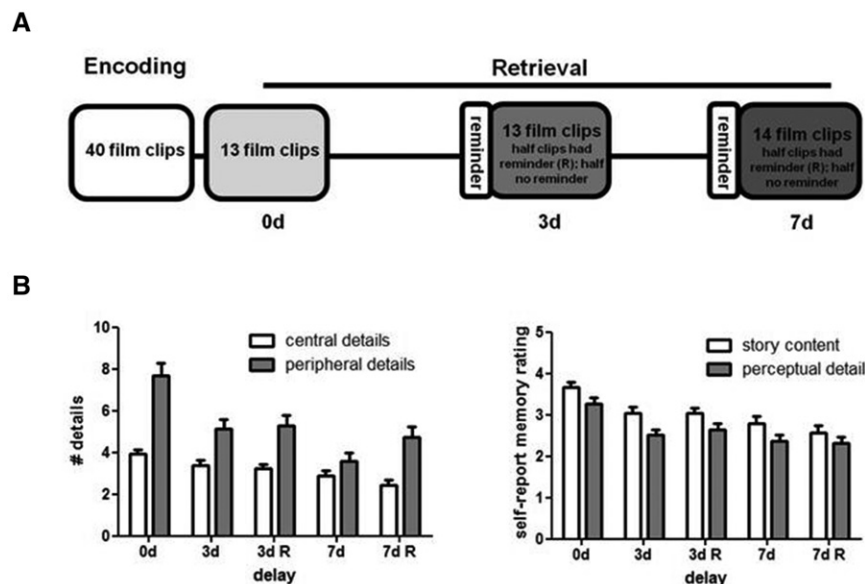 A
Encoding
Retrieval
40 film clips
13 film clips
reminder
13 film clips
half clips had
reminder (R); half
no reminder
reminder
14 film clips
half clips had
reminder (R); half
no reminder
0d
3d
7d
B
# details
10
8
6
4
2
0
central details
peripheral details
0d
3d
3d R
7d
7d R
delay
self-report memory rating
5
4
3
2
1
0
story content
perceptual detail
0d
3d
3d R
7d
7d R
delay